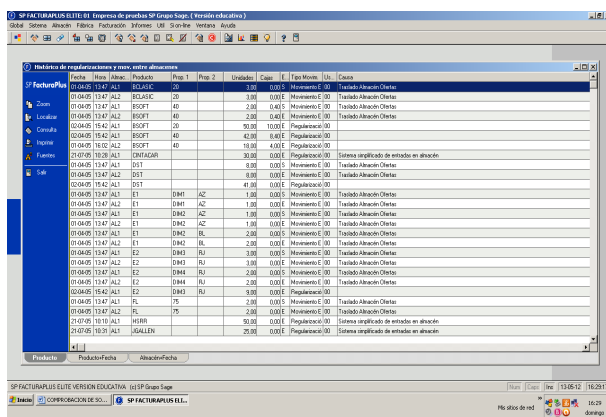 SP FACTURAPLUS ELITE: 01 Empresa de pruebas SP Grupo Sage. ( Versión educativa )
Global Sistema Almacén Fábrica Facturación Informes Util Si on-line Ventana Ayuda
Histórico de regularizaciones y mov. entre almacenes
SP FacturaPlus
Zoom
Localizar
Consulta
Imprimir
Fuentes
Salir
Fecha Hora Almac... Producto Prop. 1 Prop. 2 Unidades Cajas E... Tipo Movim. Us... Causa
01-04-05 13:47 AL1 BCLASIC 20 3,00 0,00 S Movimiento E 00 Traslado Almacén Ofertas
01-04-05 13:47 AL2 BCLASIC 20 3,00 0,00 E Movimiento E 00 Traslado Almacén Ofertas
01-04-05 13:47 AL1 BSOFT 40 2,00 0,40 S Movimiento E 00 Traslado Almacén Ofertas
01-04-05 13:47 AL2 BSOFT 40 2,00 0,40 E Movimiento E 00 Traslado Almacén Ofertas
02-04-05 15:42 AL1 BSOFT 20 50,00 10,00 E Regularizació 00
02-04-05 15:42 AL1 BSOFT 40 42,00 8,40 E Regularizació 00
01-04-05 16:02 AL2 BSOFT 40 18,00 4,00 E Regularizació 00
21-07-05 10:28 AL1 CINTACAR 30,00 0,00 E Regularizació 00 Sistema simplificado de entradas en almacén
01-04-05 13:47 AL1 DST 8,00 0,00 S Movimiento E 00 Traslado Almacén Ofertas
01-04-05 13:47 AL2 DST 8,00 0,00 E Movimiento E 00 Traslado Almacén Ofertas
02-04-05 15:42 AL1 DST 41,00 0,00 E Regularizació 00
01-04-05 13:47 AL1 E1 DIM1 AZ 1,00 0,00 S Movimiento E 00 Traslado Almacén Ofertas
01-04-05 13:47 AL2 E1 DIM1 AZ 1,00 0,00 E Movimiento E 00 Traslado Almacén Ofertas
01-04-05 13:47 AL1 E1 DIM2 AZ 1,00 0,00 S Movimiento E 00 Traslado Almacén Ofertas
01-04-05 13:47 AL2 E1 DIM2 AZ 1,00 0,00 E Movimiento E 00 Traslado Almacén Ofertas
01-04-05 13:47 AL1 E1 DIM2 BL 2,00 0,00 S Movimiento E 00 Traslado Almacén Ofertas
01-04-05 13:47 AL2 E1 DIM2 BL 2,00 0,00 E Movimiento E 00 Traslado Almacén Ofertas
01-04-05 13:47 AL1 E2 DIM3 RJ 3,00 0,00 S Movimiento E 00 Traslado Almacén Ofertas
01-04-05 13:47 AL2 E2 DIM3 RJ 3,00 0,00 E Movimiento E 00 Traslado Almacén Ofertas
01-04-05 13:47 AL1 E2 DIM4 RJ 2,00 0,00 S Movimiento E 00 Traslado Almacén Ofertas
01-04-05 13:47 AL2 E2 DIM4 RJ 2,00 0,00 E Movimiento E 00 Traslado Almacén Ofertas
02-04-05 15:42 AL1 E2 DIM3 RJ 9,00 0,00 E Regularizació 00
01-04-05 13:47 AL1 FL 75 2,00 0,00 S Movimiento E 00 Traslado Almacén Ofertas
01-04-05 13:47 AL2 FL 75 2,00 0,00 E Movimiento E 00 Traslado Almacén Ofertas
21-07-05 10:10 AL1 HSRR 50,00 0,00 E Regularizació 00 Sistema simplificado de entradas en almacén
21-07-05 10:31 AL1 JGALLEN 25,00 0,00 E Regularizació 00 Sistema simplificado de entradas en almacén
Producto Producto+Fecha Almacén+Fecha
SP FACTURAPLUS ELITE VERSION EDUCATIVA (c) SP Grupo Sage Num Caps Ins 13-05-12 16:29:1
Inicio COMPROBACION DE SO... SP FACTURAPLUS ELI... Mis sitios de red » 16:29
domingo